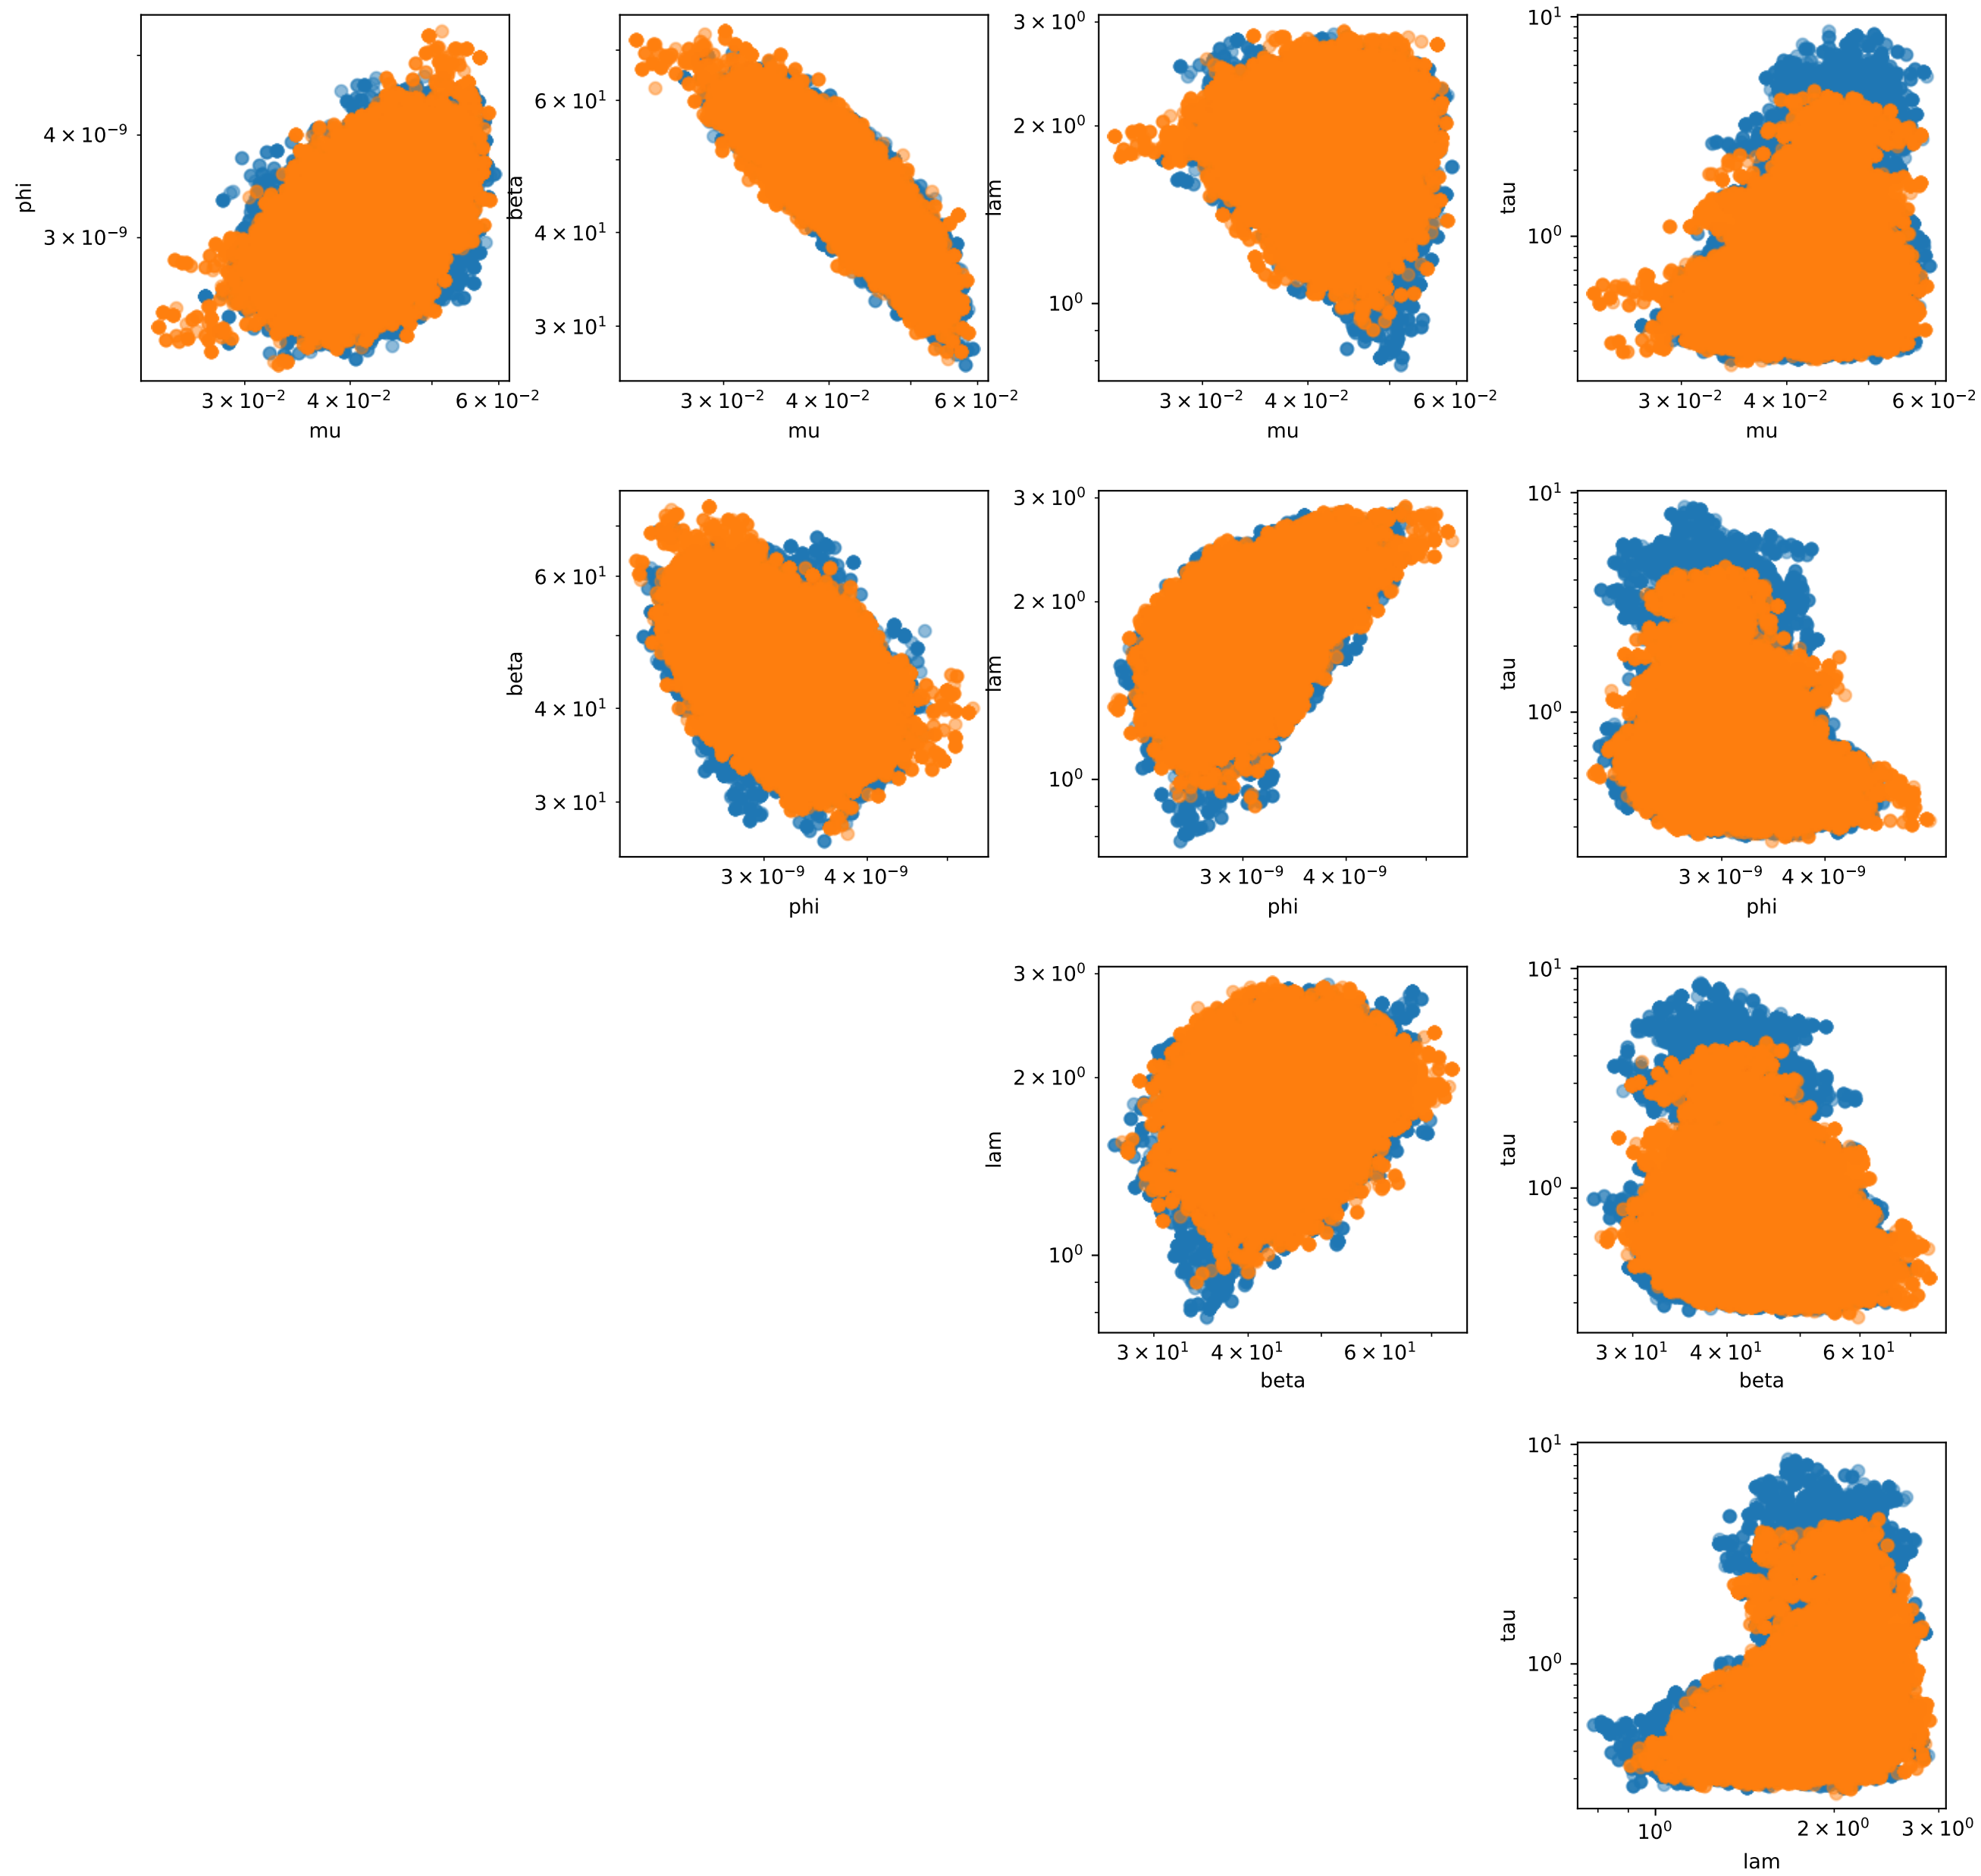 phi
4 × 10⁻⁹
3 × 10⁻⁹
3 × 10⁻² 4 × 10⁻² 6 × 10⁻²
mu
beta
6 × 10¹
4 × 10¹
3 × 10¹
3 × 10⁻² 4 × 10⁻² 6 × 10⁻²
mu
lam
3 × 10⁰
2 × 10⁰
10⁰
3 × 10⁻² 4 × 10⁻² 6 × 10⁻²
mu
tau
10¹
10⁰
3 × 10⁻² 4 × 10⁻² 6 × 10⁻²
mu
beta
6 × 10¹
4 × 10¹
3 × 10¹
3 × 10⁻⁹ 4 × 10⁻⁹
phi
lam
3 × 10⁰
2 × 10⁰
10⁰
3 × 10⁻⁹ 4 × 10⁻⁹
phi
tau
10¹
10⁰
3 × 10⁻⁹ 4 × 10⁻⁹
phi
lam
3 × 10⁰
2 × 10⁰
10⁰
3 × 10¹ 4 × 10¹ 6 × 10¹
beta
tau
10¹
10⁰
3 × 10¹ 4 × 10¹ 6 × 10¹
beta
tau
10¹
10⁰
10⁰ 2 × 10⁰ 3 × 10⁰
lam